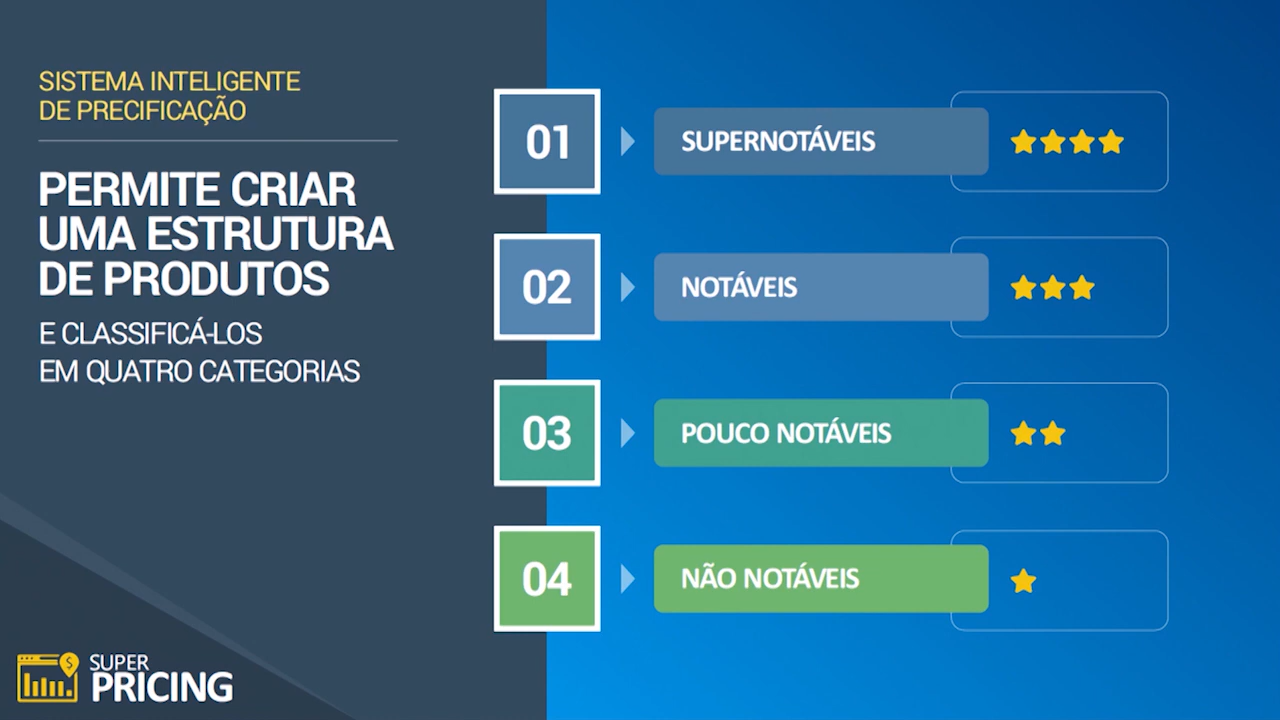 SISTEMA INTELIGENTE
DE PRECIFICAÇÃO
PERMITE CRIAR
UMA ESTRUTURA
DE PRODUTOS
E CLASSIFICÁ-LOS
EM QUATRO CATEGORIAS
01
SUPERNOTÁVEIS
02
NOTÁVEIS
03
POUCO NOTÁVEIS
04
NÃO NOTÁVEIS
$
SUPER
PRICING